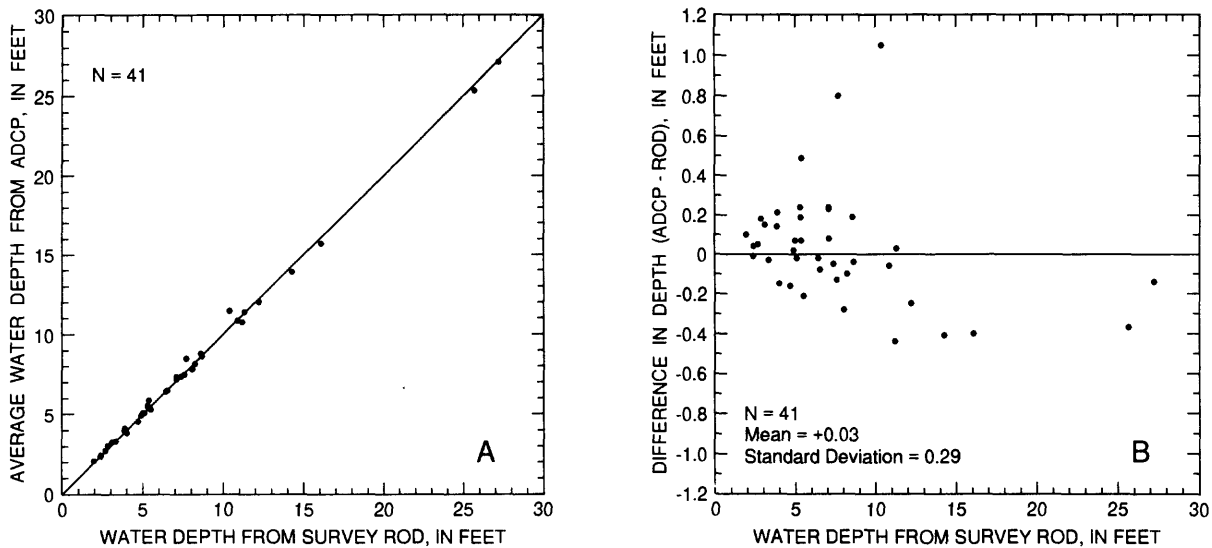 AVERAGE WATER DEPTH FROM ADCP, IN FEET
30
25
20
15
10
5
0
N = 41
A
0 5 10 15 20 25 30
WATER DEPTH FROM SURVEY ROD, IN FEET
DIFFERENCE IN DEPTH (ADCP - ROD), IN FEET
1.2
1.0
0.8
0.6
0.4
0.2
0
-0.2
-0.4
-0.6
-0.8
-1.0
-1.2
N = 41
Mean = +0.03
Standard Deviation = 0.29
B
0 5 10 15 20 25 30
WATER DEPTH FROM SURVEY ROD, IN FEET